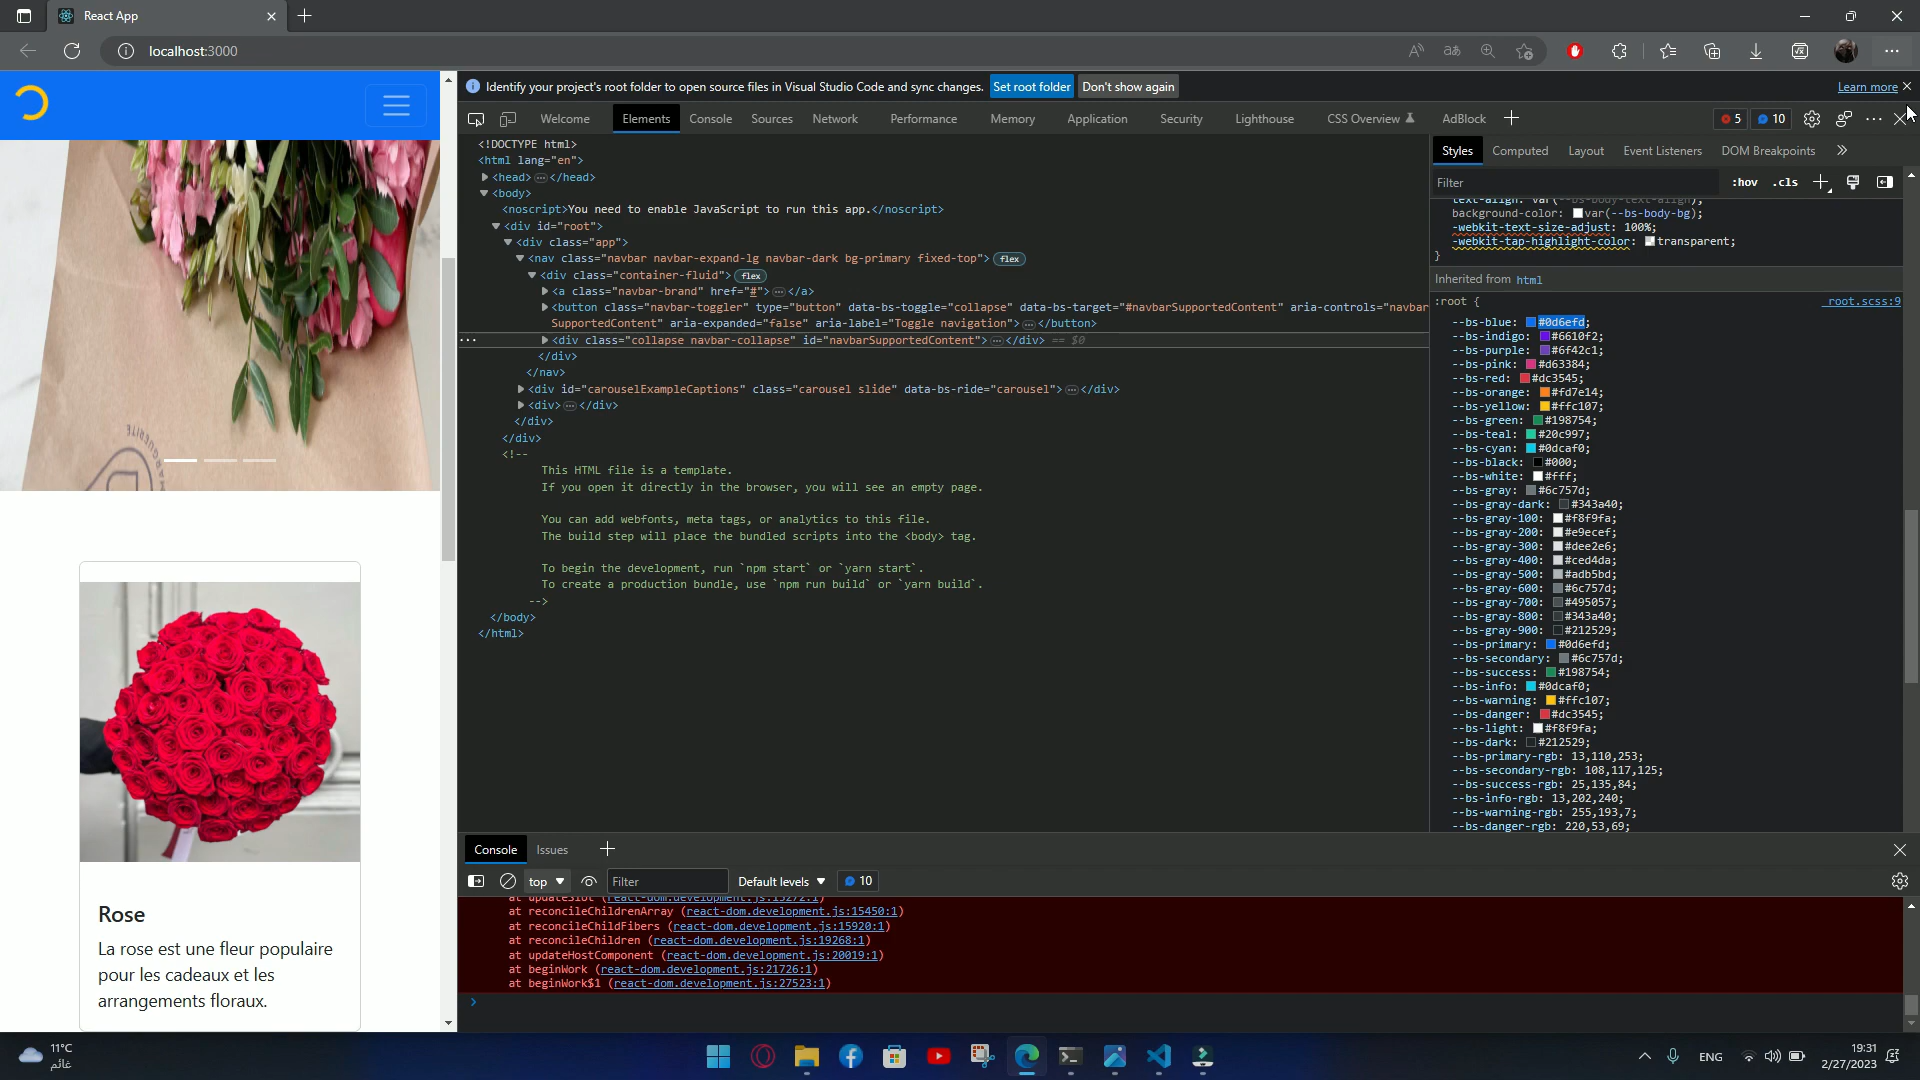 React App
localhost:3000
Identify your project's root folder to open source files in Visual Studio Code and sync changes. Set root folder Don't show again Learn more
Welcome Elements Console Sources Network Performance Memory Application Security Lighthouse CSS Overview AdBlock 5 10
<!DOCTYPE html>
<html lang="en">
<head> </head>
<body>
<noscript>You need to enable JavaScript to run this app.</noscript>
<div id="root">
<div class="app">
<nav class="navbar navbar-expand-lg navbar-dark bg-primary fixed-top"> flex
<div class="container-fluid"> flex
<a class="navbar-brand" href="#"> </a>
<button class="navbar-toggler" type="button" data-bs-toggle="collapse" data-bs-target="#navbarSupportedContent" aria-controls="navbar
SupportedContent" aria-expanded="false" aria-label="Toggle navigation"> </button>
<div class="collapse navbar-collapse" id="navbarSupportedContent"> </div> == $0
</div>
</nav>
<div id="carouselExampleCaptions" class="carousel slide" data-bs-ride="carousel"> </div>
<div> </div>
</div>
</div>
<!--
This HTML file is a template.
If you open it directly in the browser, you will see an empty page.
You can add webfonts, meta tags, or analytics to this file.
The build step will place the bundled scripts into the <body> tag.
To begin the development, run `npm start` or `yarn start`.
To create a production bundle, use `npm run build` or `yarn build`.
-->
</body>
</html>
Styles Computed Layout Event Listeners DOM Breakpoints
Filter :hov .cls
text-align: var(--bs-body-text-align);
background-color: var(--bs-body-bg);
-webkit-text-size-adjust: 100%;
-webkit-tap-highlight-color: transparent;
}
Inherited from html
:root { _root.scss:9
--bs-blue: #0d6efd;
--bs-indigo: #6610f2;
--bs-purple: #6f42c1;
--bs-pink: #d63384;
--bs-red: #dc3545;
--bs-orange: #fd7e14;
--bs-yellow: #ffc107;
--bs-green: #198754;
--bs-teal: #20c997;
--bs-cyan: #0dcaf0;
--bs-black: #000;
--bs-white: #fff;
--bs-gray: #6c757d;
--bs-gray-dark: #343a40;
--bs-gray-100: #f8f9fa;
--bs-gray-200: #e9ecef;
--bs-gray-300: #dee2e6;
--bs-gray-400: #ced4da;
--bs-gray-500: #adb5bd;
--bs-gray-600: #6c757d;
--bs-gray-700: #495057;
--bs-gray-800: #343a40;
--bs-gray-900: #212529;
--bs-primary: #0d6efd;
--bs-secondary: #6c757d;
--bs-success: #198754;
--bs-info: #0dcaf0;
--bs-warning: #ffc107;
--bs-danger: #dc3545;
--bs-light: #f8f9fa;
--bs-dark: #212529;
--bs-primary-rgb: 13,110,253;
--bs-secondary-rgb: 108,117,125;
--bs-success-rgb: 25,135,84;
--bs-info-rgb: 13,202,240;
--bs-warning-rgb: 255,193,7;
--bs-danger-rgb: 220,53,69;
Console Issues
top Filter Default levels 10
at updateSlot (react-dom.development.js:15272:1)
at reconcileChildrenArray (react-dom.development.js:15450:1)
at reconcileChildFibers (react-dom.development.js:15920:1)
at reconcileChildren (react-dom.development.js:19268:1)
at updateHostComponent (react-dom.development.js:20019:1)
at beginWork (react-dom.development.js:21726:1)
at beginWork$1 (react-dom.development.js:27523:1)
Rose
La rose est une fleur populaire
pour les cadeaux et les
arrangements floraux.
11°C
غائم
ENG
19:31
2/27/2023